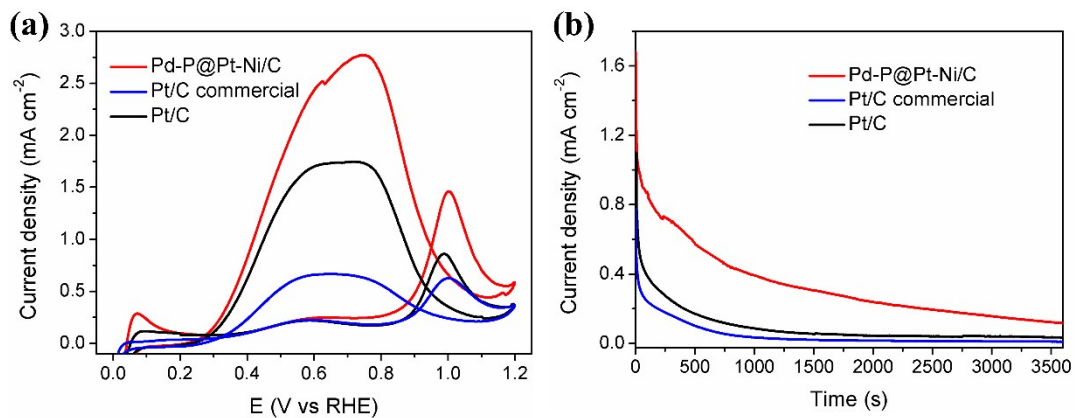 (a)
3.0
2.5
2.0
1.5
1.0
0.5
0.0
Current density (mA cm-2)
Pd-P@Pt-Ni/C
Pt/C commercial
Pt/C
0.0 0.2 0.4 0.6 0.8 1.0 1.2
E (V vs RHE)
(b)
1.6
1.2
0.8
0.4
0.0
Current density (mA cm-2)
Pd-P@Pt-Ni/C
Pt/C commercial
Pt/C
0 500 1000 1500 2000 2500 3000 3500
Time (s)